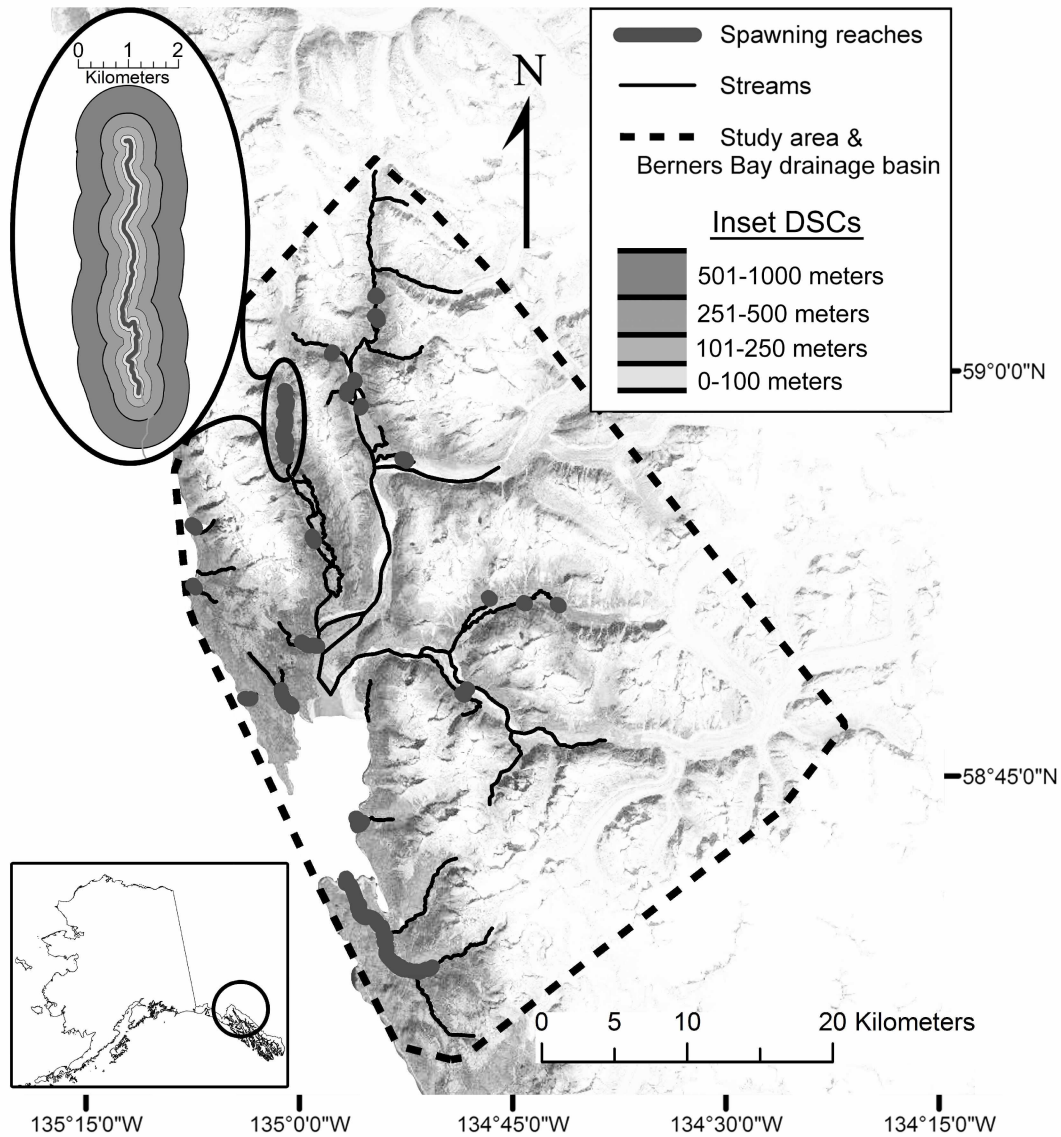 0 1 2
Kilometers
N
Spawning reaches
Streams
Study area &
Berners Bay drainage basin
Inset DSCs
501-1000 meters
251-500 meters
101-250 meters
0-100 meters
59°0'0"N
58°45'0"N
0 5 10 20 Kilometers
135°15'0"W 135°0'0"W 134°45'0"W 134°30'0"W 134°15'0"W